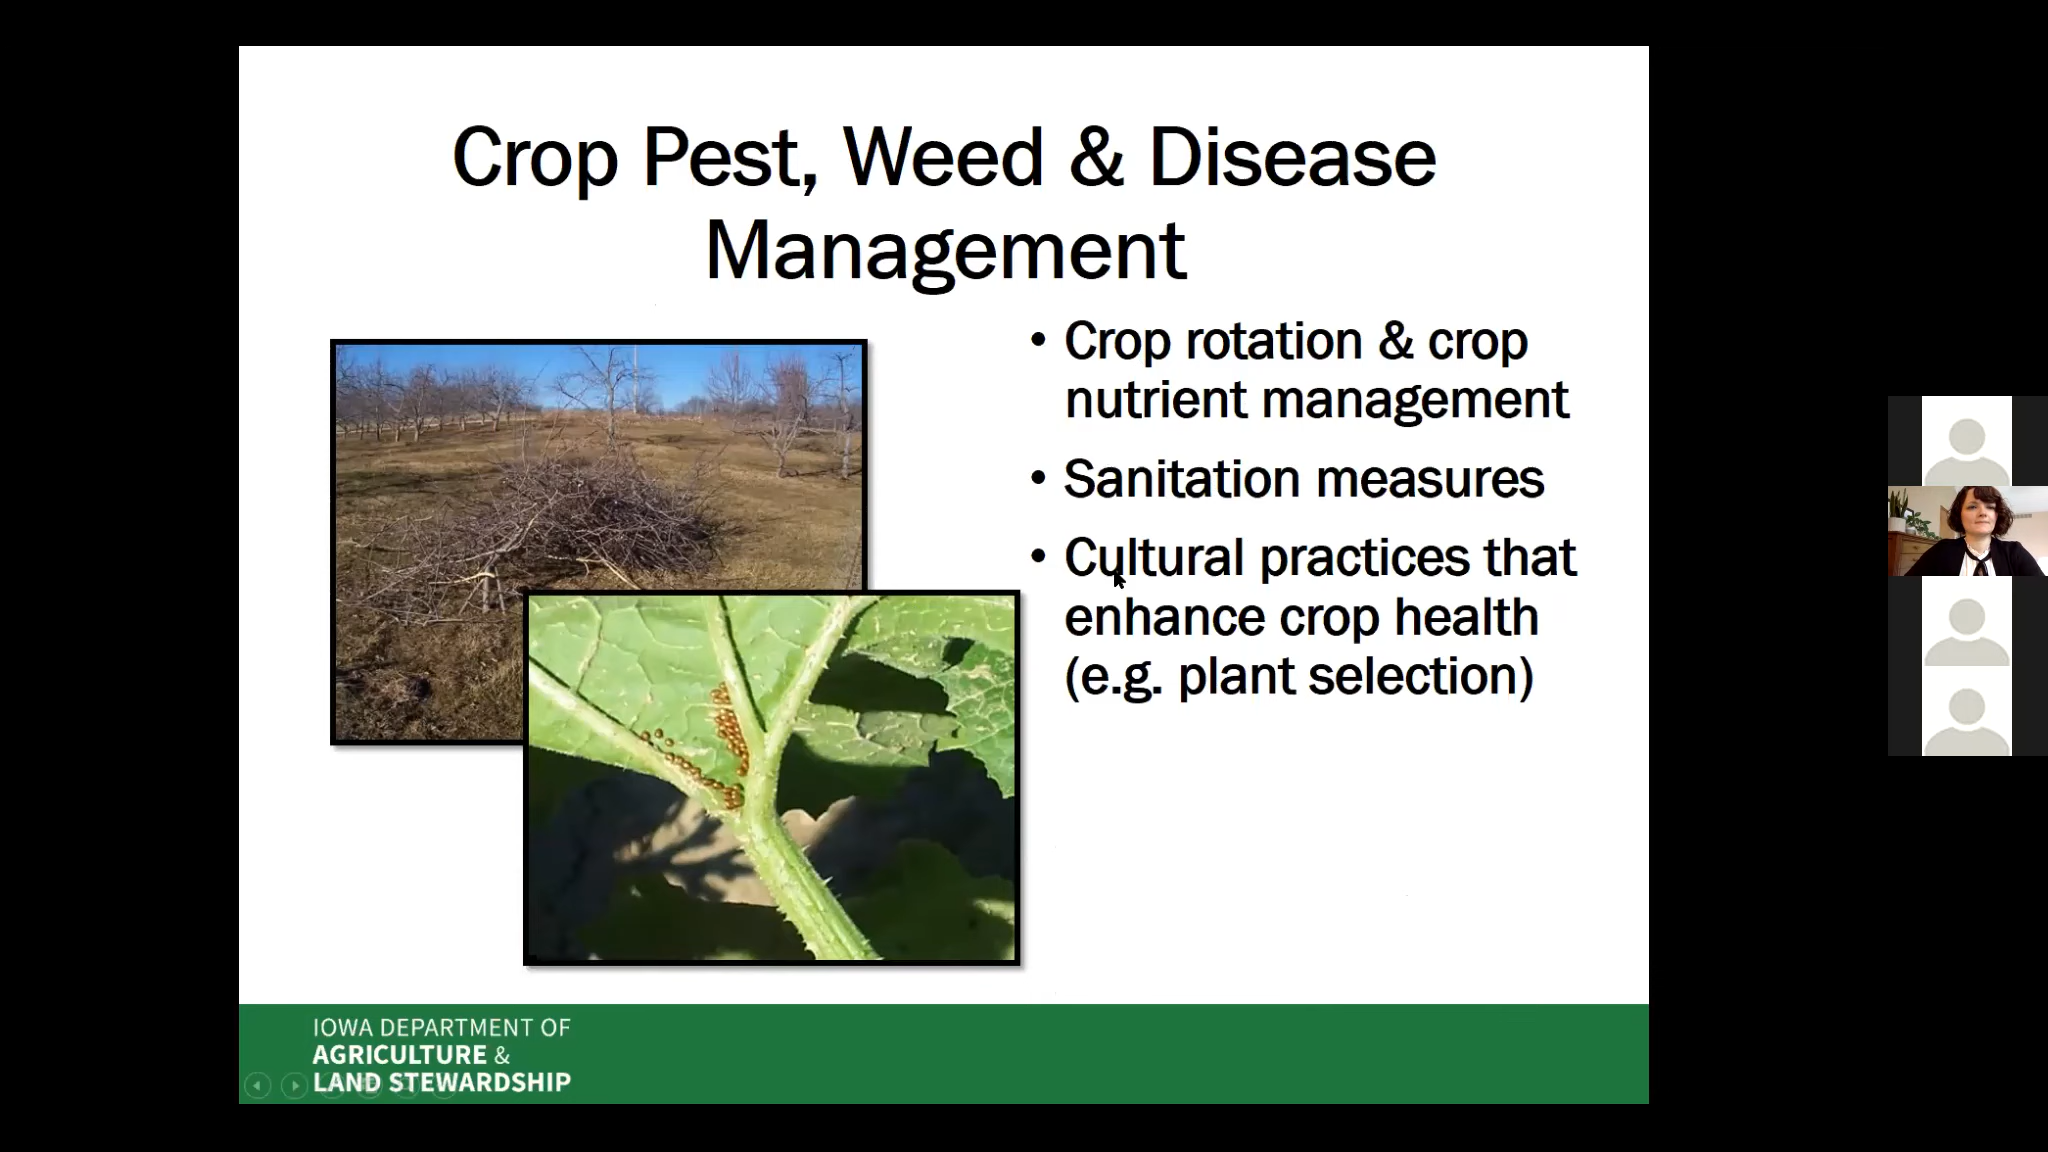 Crop Pest, Weed & Disease
Management
• Crop rotation & crop
nutrient management
• Sanitation measures
• Cultural practices that
enhance crop health
(e.g. plant selection)
IOWA DEPARTMENT OF
AGRICULTURE &
LAND STEWARDSHIP